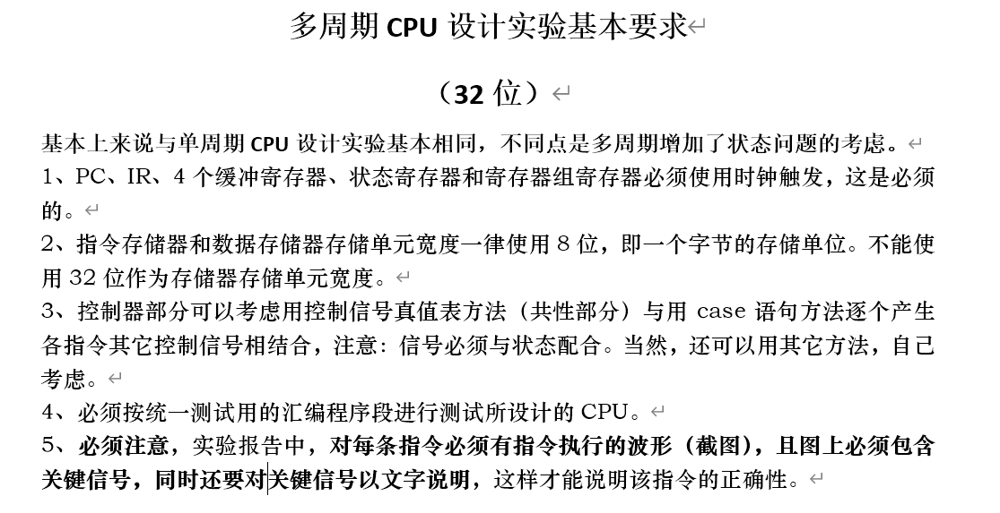 多周期 CPU 设计实验基本要求
（32 位）
基本上来说与单周期 CPU 设计实验基本相同，不同点是多周期增加了状态问题的考虑。
1、PC、IR、4 个缓冲寄存器、状态寄存器和寄存器组寄存器必须使用时钟触发，这是必须
的。
2、指令存储器和数据存储器存储单元宽度一律使用 8 位，即一个字节的存储单位。不能使
用 32 位作为存储器存储单元宽度。
3、控制器部分可以考虑用控制信号真值表方法（共性部分）与用 case 语句方法逐个产生
各指令其它控制信号相结合，注意：信号必须与状态配合。当然，还可以用其它方法，自己
考虑。
4、必须按统一测试用的汇编程序段进行测试所设计的 CPU。
5、必须注意，实验报告中，对每条指令必须有指令执行的波形（截图），且图上必须包含
关键信号，同时还要对关键信号以文字说明，这样才能说明该指令的正确性。